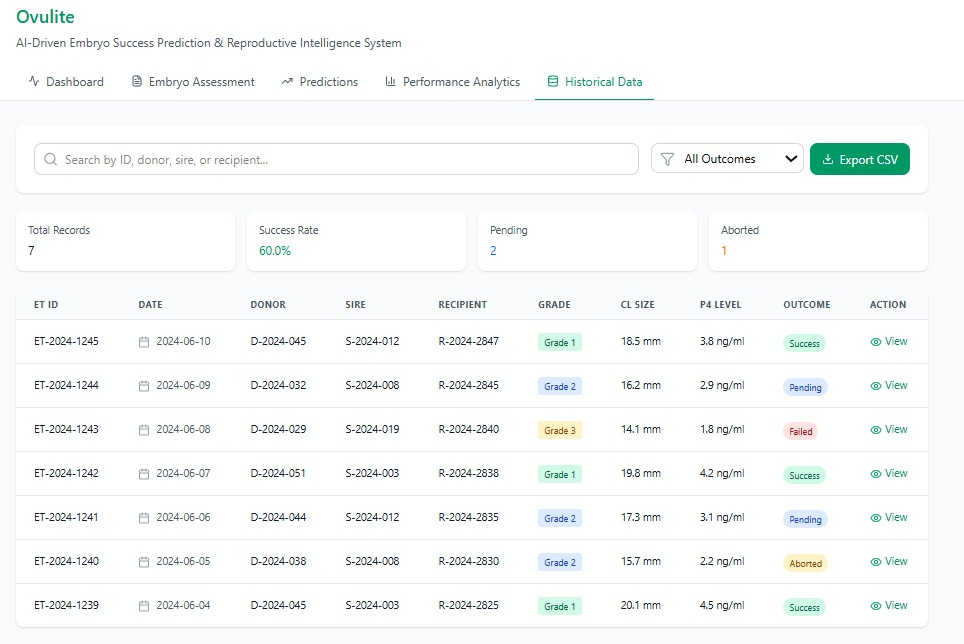 Ovulite
AI-Driven Embryo Success Prediction & Reproductive Intelligence System
Dashboard Embryo Assessment Predictions Performance Analytics Historical Data
Search by ID, donor, sire, or recipient... All Outcomes Export CSV
Total Records Success Rate Pending Aborted
7 60.0% 2 1
ET ID DATE DONOR SIRE RECIPIENT GRADE CL SIZE P4 LEVEL OUTCOME ACTION
ET-2024-1245 2024-06-10 D-2024-045 S-2024-012 R-2024-2847 Grade 1 18.5 mm 3.8 ng/ml Success View
ET-2024-1244 2024-06-09 D-2024-032 S-2024-008 R-2024-2845 Grade 2 16.2 mm 2.9 ng/ml Pending View
ET-2024-1243 2024-06-08 D-2024-029 S-2024-019 R-2024-2840 Grade 3 14.1 mm 1.8 ng/ml Failed View
ET-2024-1242 2024-06-07 D-2024-051 S-2024-003 R-2024-2838 Grade 1 19.8 mm 4.2 ng/ml Success View
ET-2024-1241 2024-06-06 D-2024-044 S-2024-012 R-2024-2835 Grade 2 17.3 mm 3.1 ng/ml Pending View
ET-2024-1240 2024-06-05 D-2024-038 S-2024-008 R-2024-2830 Grade 2 15.7 mm 2.2 ng/ml Aborted View
ET-2024-1239 2024-06-04 D-2024-045 S-2024-003 R-2024-2825 Grade 1 20.1 mm 4.5 ng/ml Success View